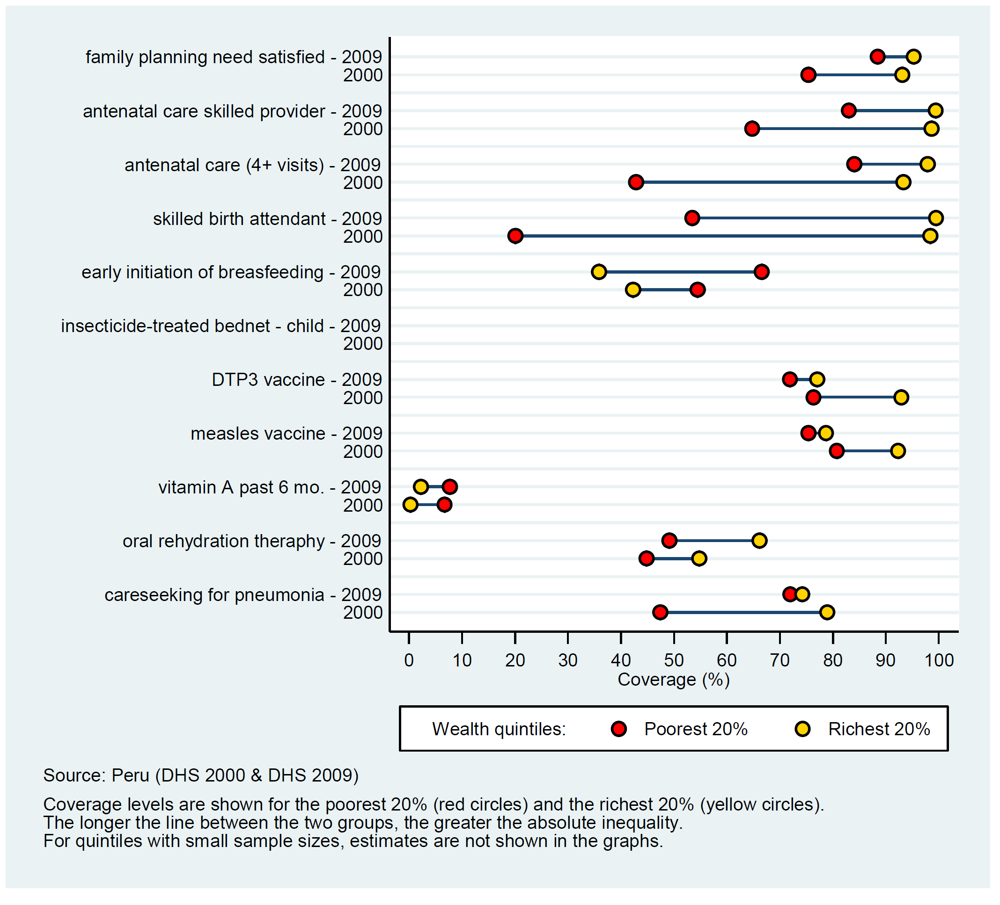 family planning need satisfied - 2009
2000
antenatal care skilled provider - 2009
2000
antenatal care (4+ visits) - 2009
2000
skilled birth attendant - 2009
2000
early initiation of breasfeeding - 2009
2000
insecticide-treated bednet - child - 2009
2000
DTP3 vaccine - 2009
2000
measles vaccine - 2009
2000
vitamin A past 6 mo. - 2009
2000
oral rehydration theraphy - 2009
2000
careseeking for pneumonia - 2009
2000
0 10 20 30 40 50 60 70 80 90 100
Coverage (%)
Wealth quintiles: Poorest 20% Richest 20%
Source: Peru (DHS 2000 & DHS 2009)
Coverage levels are shown for the poorest 20% (red circles) and the richest 20% (yellow circles).
The longer the line between the two groups, the greater the absolute inequality.
For quintiles with small sample sizes, estimates are not shown in the graphs.